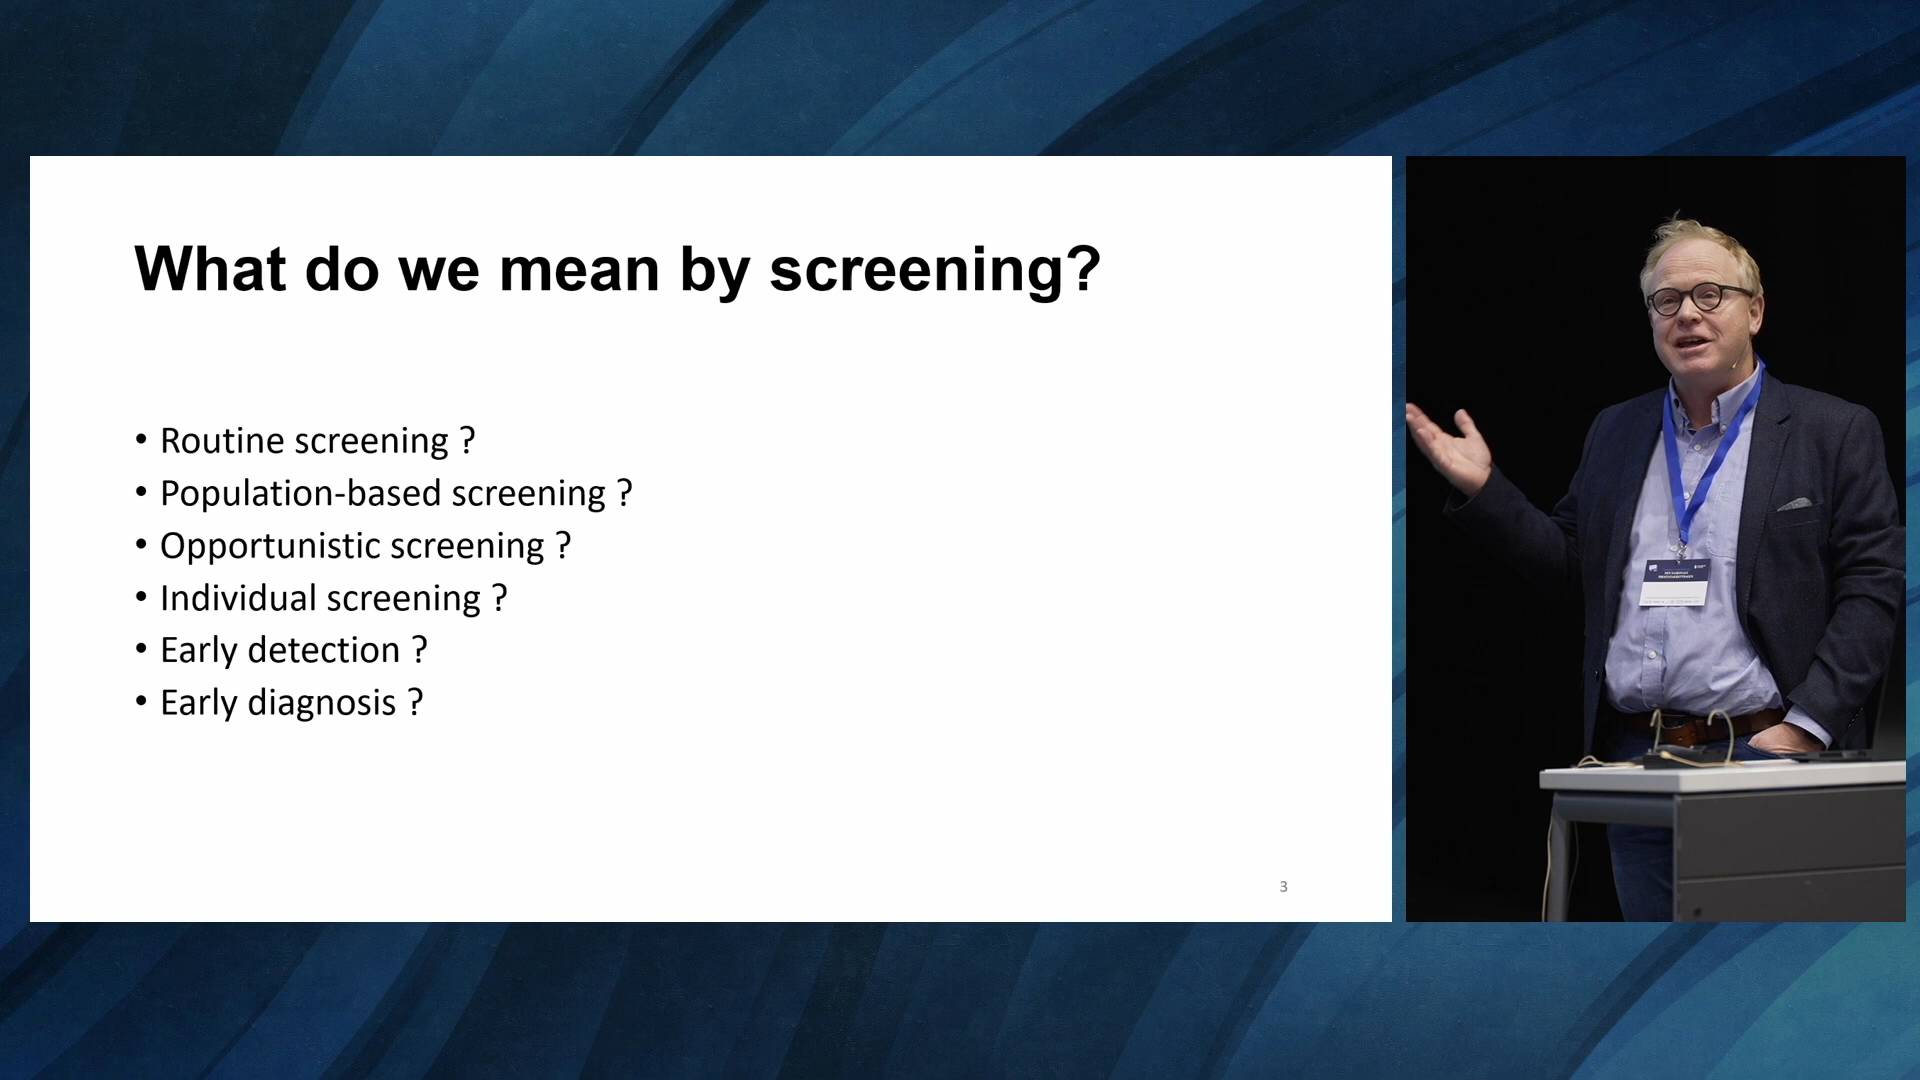 What do we mean by screening?
• Routine screening ?
• Population-based screening ?
• Opportunistic screening ?
• Individual screening ?
• Early detection ?
• Early diagnosis ?
3